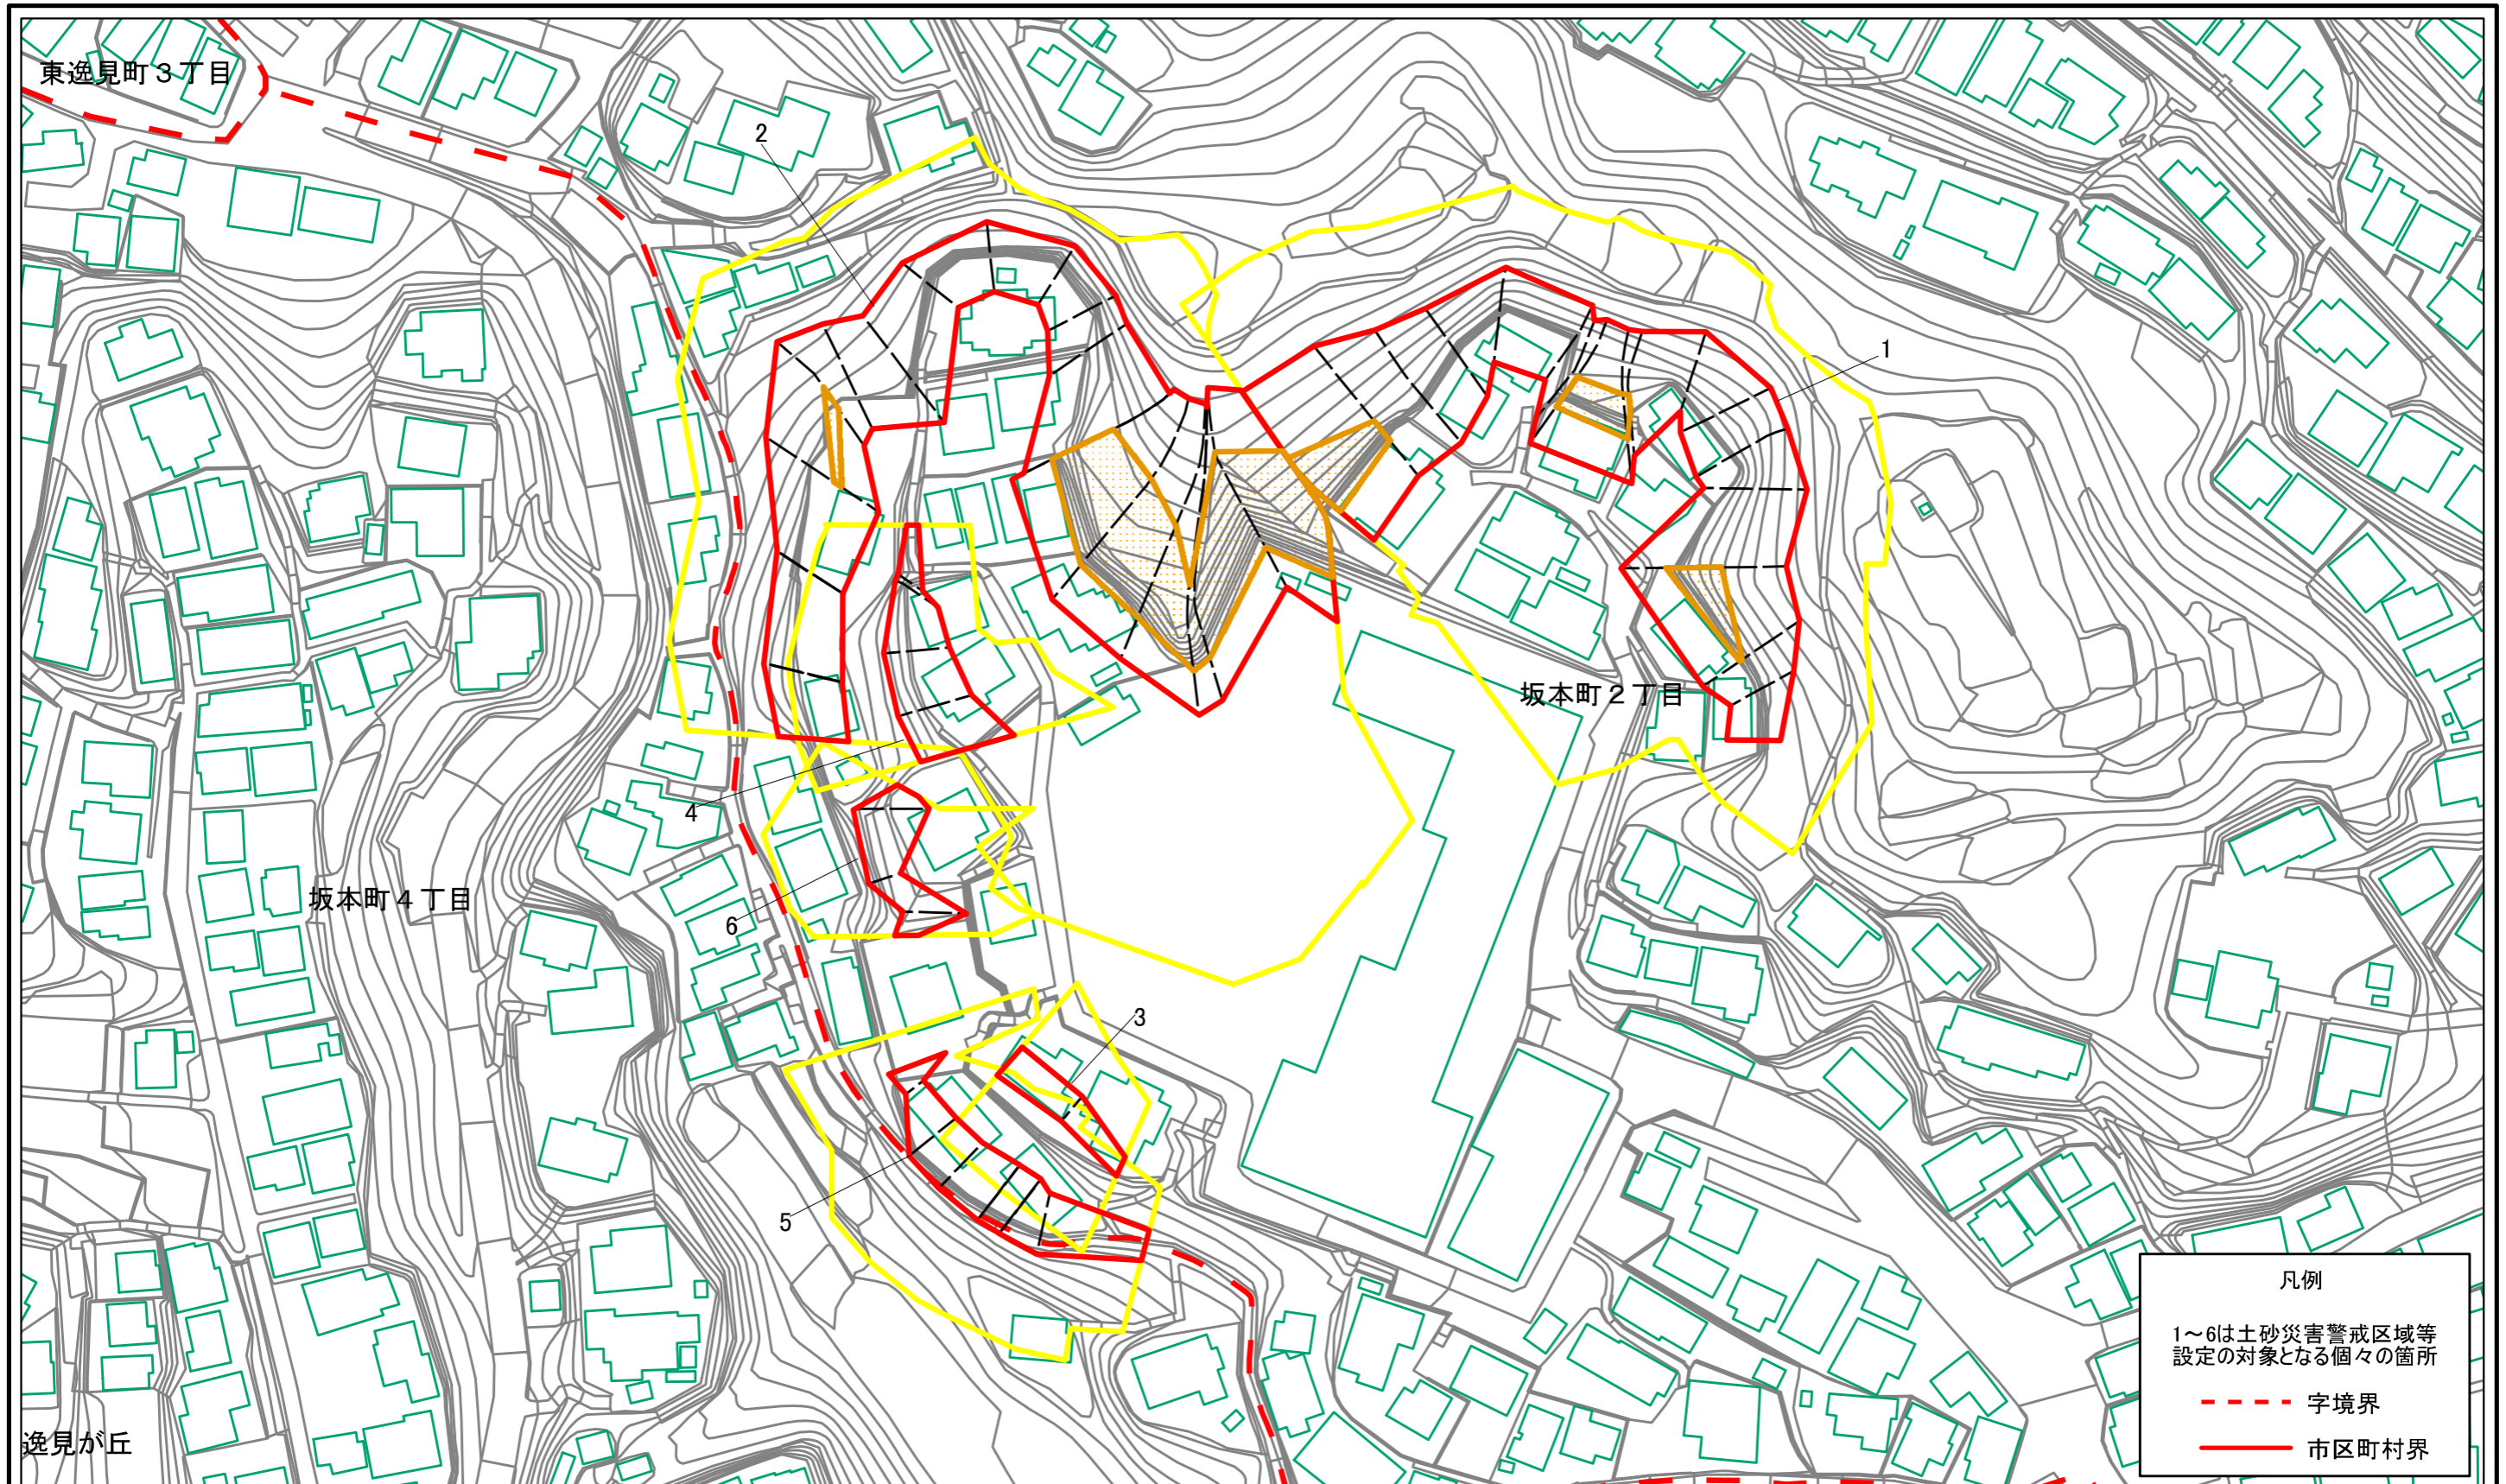 東逸見町３丁目
2
1
坂本町２丁目
4
坂本町４丁目
6
3
5
逸見が丘
凡例
1～6は土砂災害警戒区域等
設定の対象となる個々の箇所
字境界
市区町村界